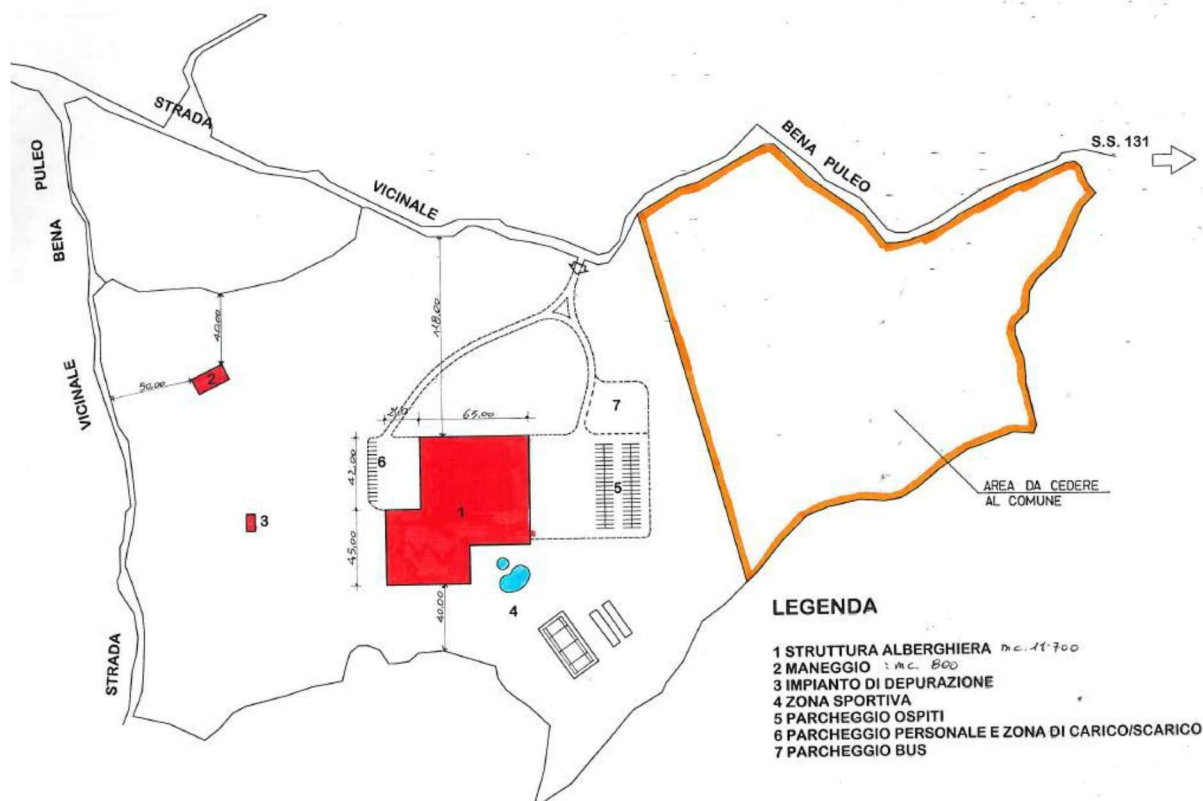 STRADA
VICINALE
BENA PULEO
S.S. 131
BENA PULEO
VICINALE
STRADA
40.00
50.00
118.00
65.00
42.00
45.00
40.00
2
7
6
5
1
3
4
AREA DA CEDERE
AL COMUNE
LEGENDA
1 STRUTTURA ALBERGHIERA mc. 11.700
2 MANEGGIO : mc. 800
3 IMPIANTO DI DEPURAZIONE
4 ZONA SPORTIVA
5 PARCHEGGIO OSPITI
6 PARCHEGGIO PERSONALE E ZONA DI CARICO/SCARICO
7 PARCHEGGIO BUS